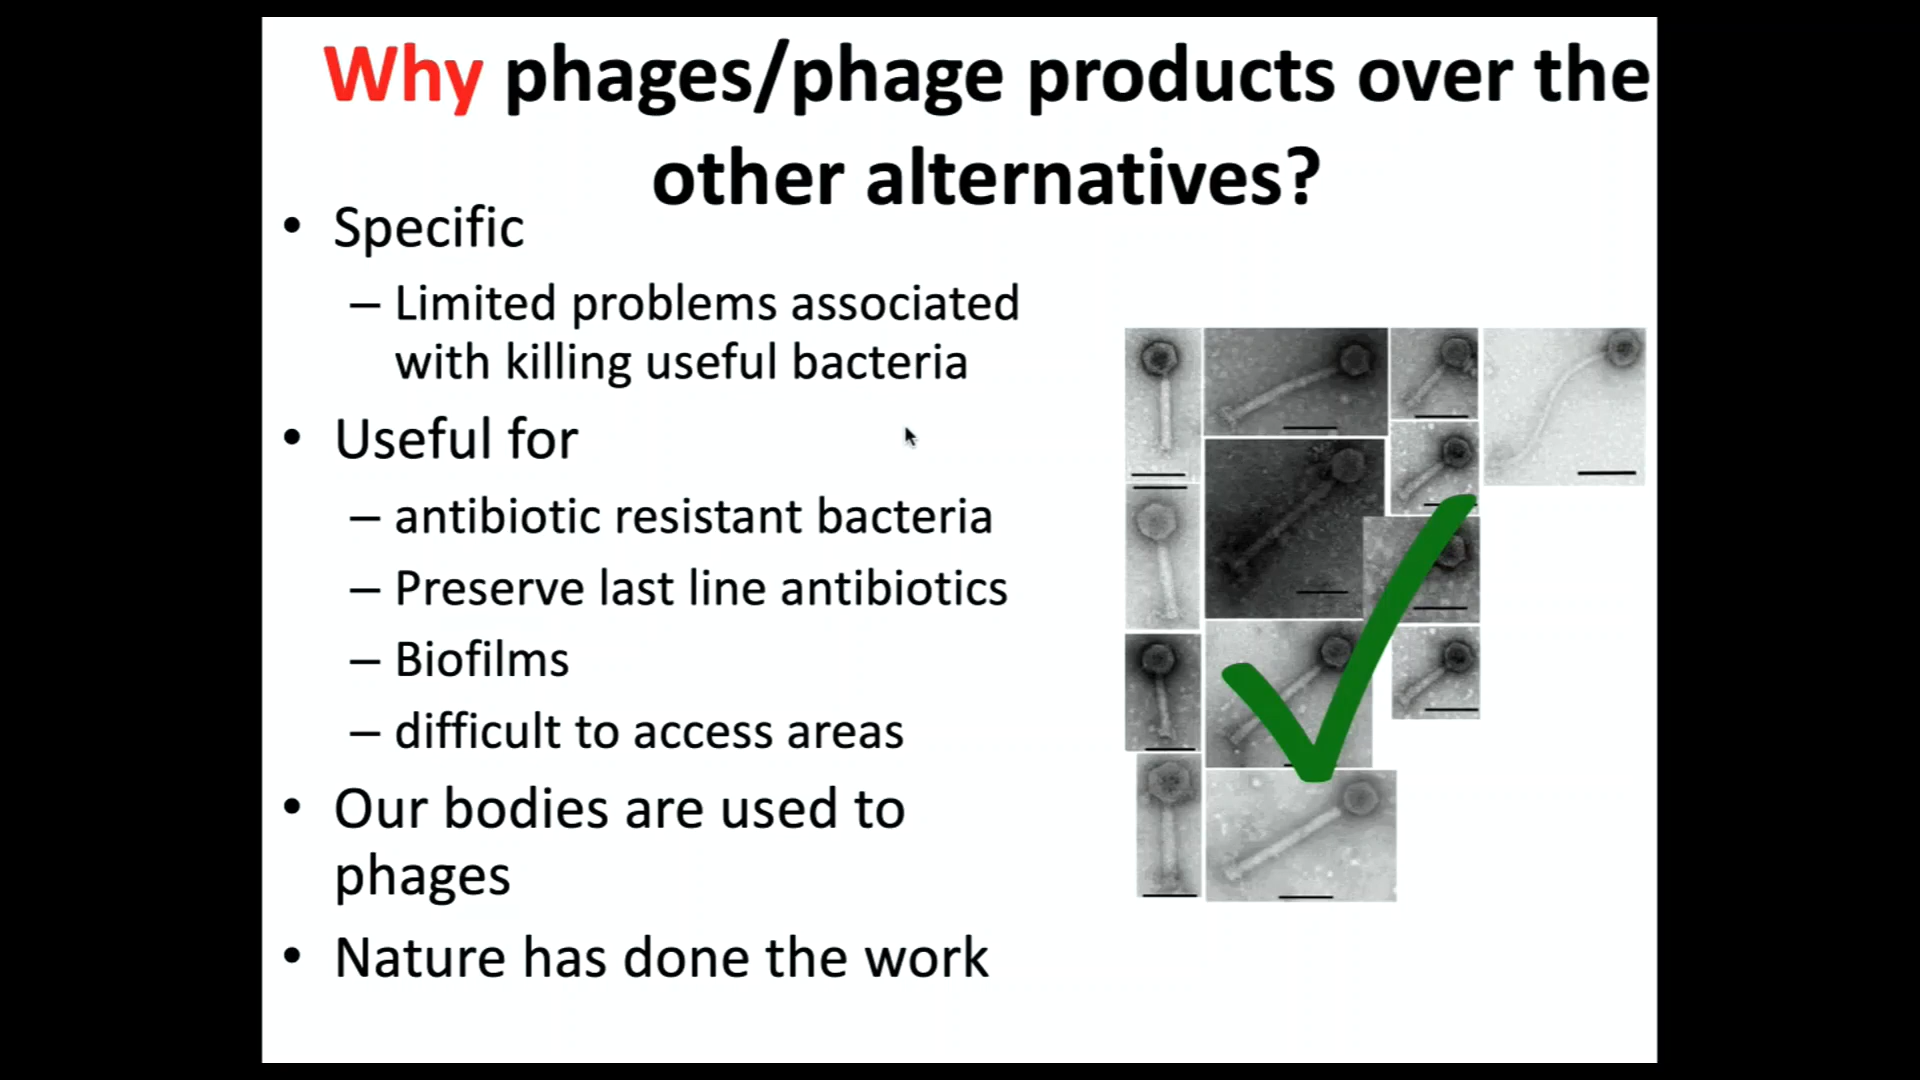 Why phages/phage products over the
other alternatives?
• Specific
– Limited problems associated
with killing useful bacteria
• Useful for
– antibiotic resistant bacteria
– Preserve last line antibiotics
– Biofilms
– difficult to access areas
• Our bodies are used to
phages
• Nature has done the work